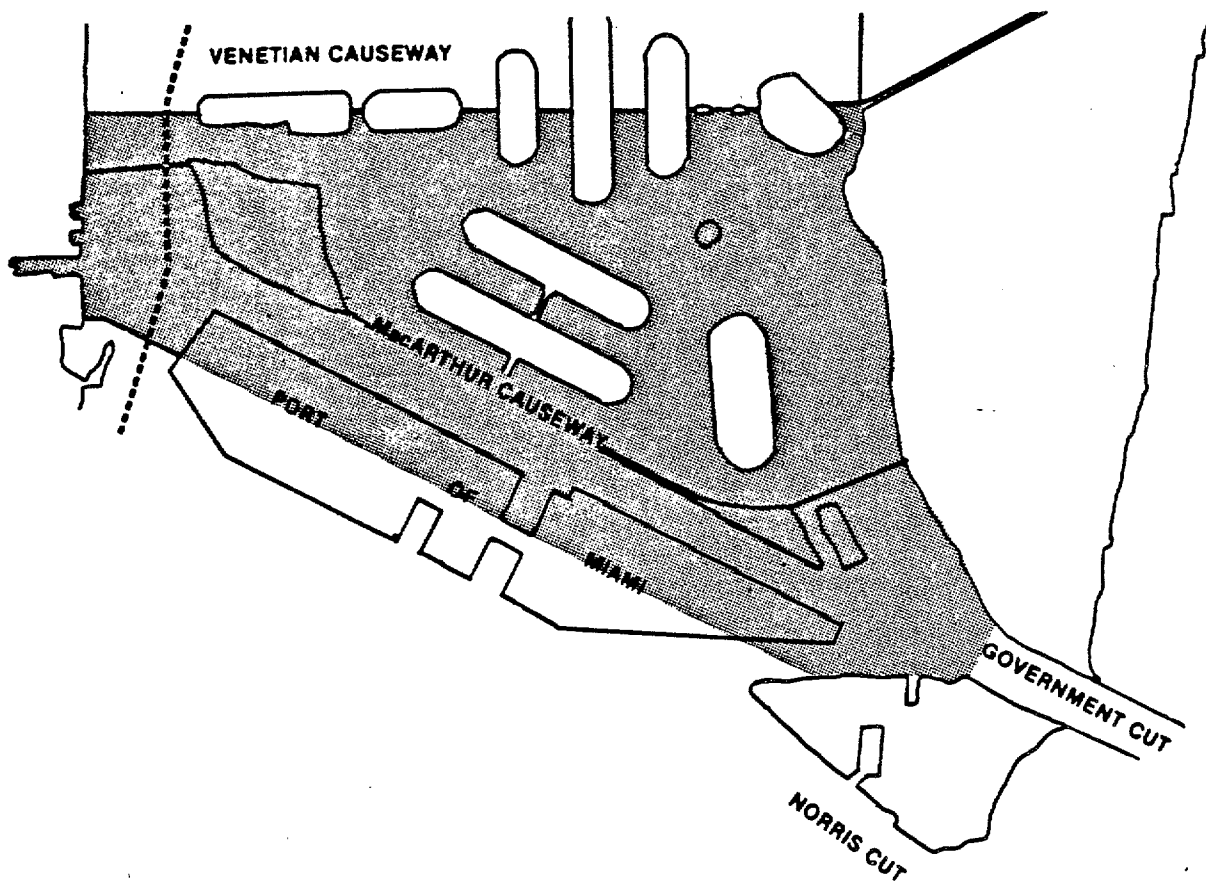 VENETIAN CAUSEWAY
MacARTHUR CAUSEWAY
PORT OF MIAMI
GOVERNMENT CUT
NORRIS CUT